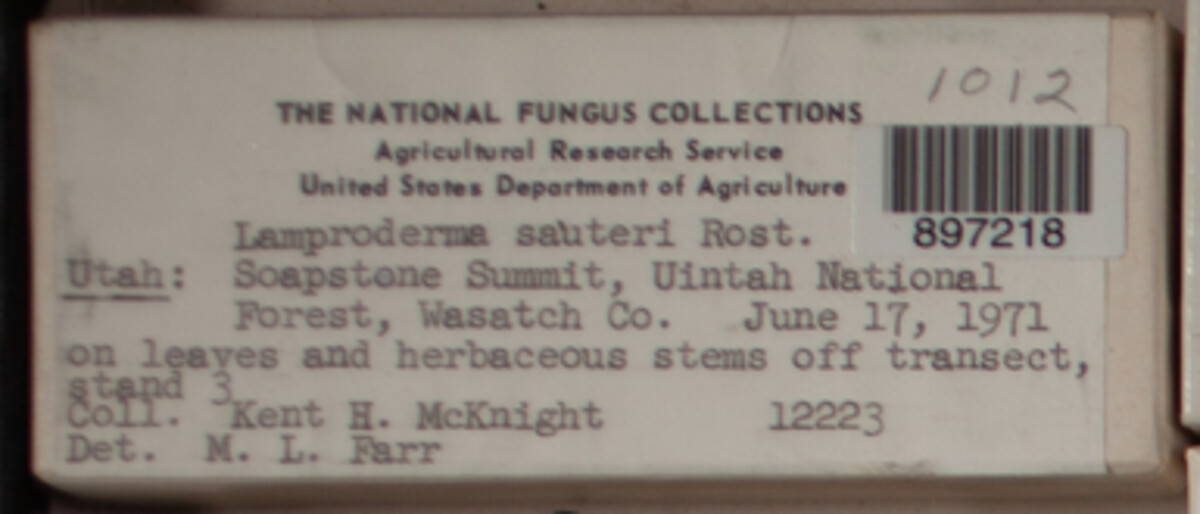 1012
THE NATIONAL FUNGUS COLLECTIONS
Agricultural Research Service
United States Department of Agriculture
897218
Lamproderma sauteri Rost.
Utah: Soapstone Summit, Uintah National
Forest, Wasatch Co. June 17, 1971
on leaves and herbaceous stems off transect,
stand 3
Coll. Kent H. McKnight 12223
Det. M. L. Farr